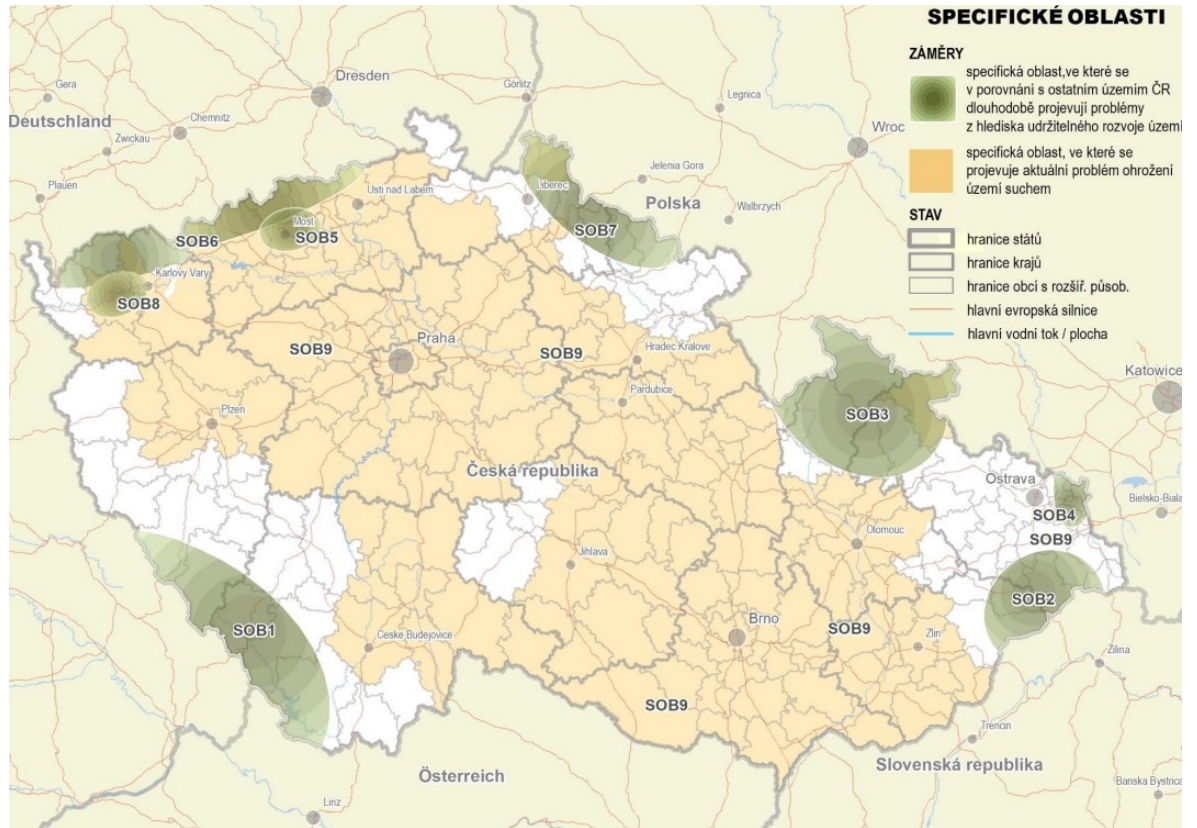 SPECIFICKÉ OBLASTI
ZÁMĚRY
specifická oblast,ve které se
v porovnání s ostatním územím ČR
dlouhodobě projevují problémy
z hlediska udržitelného rozvoje území
specifická oblast, ve které se
projevuje aktuální problém ohrožení
území suchem
STAV
hranice států
hranice krajů
hranice obcí s rozšíř. působ.
hlavní evropská silnice
hlavní vodní tok / plocha
Dresden
Görlitz
Legnica
Gera
Deutschland
Chemnitz
Zwickau
Wroc
Plauen
Jelenia Gora
Usti nad Labem
Liberec
Polska
Walbrzych
Most
SOB5
SOB6
SOB7
Karlovy Vary
SOB8
Praha
SOB9
SOB9
Hradec Kralove
Pardubice
Katowice
SOB3
Plzen
Česká republika
Ostrava
Bielsko-Biala
SOB4
SOB9
Olomouc
Jihlava
SOB2
SOB1
Ceske Budejovice
Brno
SOB9
Zlin
Zilina
SOB9
Trencin
Slovenská republika
Österreich
Banska Bystrica
Linz